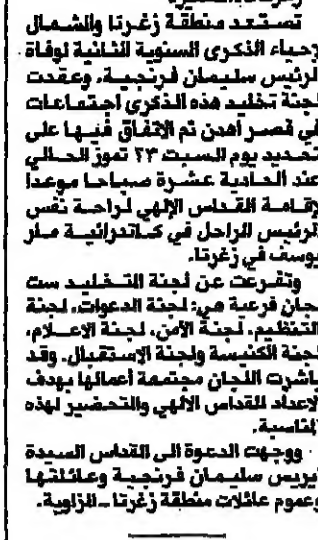 تستعد منطقة زغرتا والشمال
لإحياء الذكرى السنوية الثانية لوفاة
الرئيس سليمان فرنجية، وعقدت
لجنة تخليد هذه الذكرى اجتماعات
في قصر اهدن تم الاتفاق فيها على
تحديد يوم السبت ٢٣ تموز الحالي
عند الحادية عشرة صباحا موعدا
لإقامة القداس الإلهي لراحة نفس
الرئيس الراحل في كاتدرائية مار
يوسف في زغرتا.
وتفرعت عن لجنة التخليد ست
لجان فرعية هي: لجنة الدعوات، لجنة
التنظيم، لجنة الأمن، لجنة الاعلام،
لجنة الكنيسة ولجنة الإستقبال. وقد
باشرت اللجان مجتمعة أعمالها بهدف
الاعداد للقداس الالهي والتحضير لهذه
المناسبة.
ووجهت الدعوة الى القداس السيدة
ايريس سليمان فرنجية وعائلتها
وعموم عائلات منطقة زغرتا ـ الزاوية.